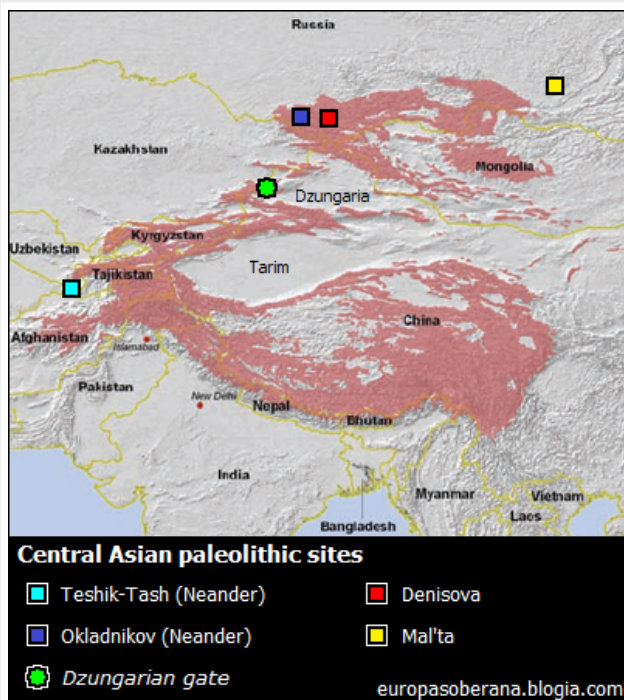 Russia
Kazakhstan
Mongolia
Dzungaria
Kyrgyzstan
Uzbekistan
Tarim
Tajikistan
China
Afghanistan
Islamabad
Pakistan
New Delhi
Nepal
Bhutan
India
Myanmar
Vietnam
Laos
Bangladesh
Central Asian paleolithic sites
Teshik-Tash (Neander)
Denisova
Okladnikov (Neander)
Mal'ta
Dzungarian gate
europasoberana.blogia.com